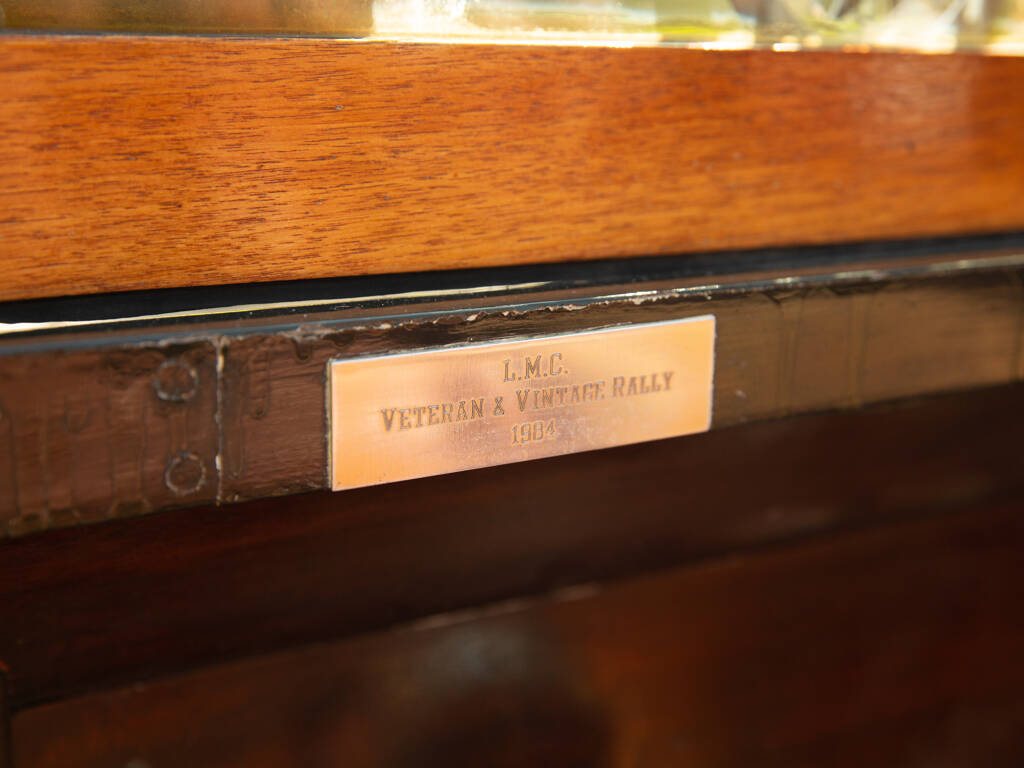 L.M.C.
Veteran & Vintage Rally
1984